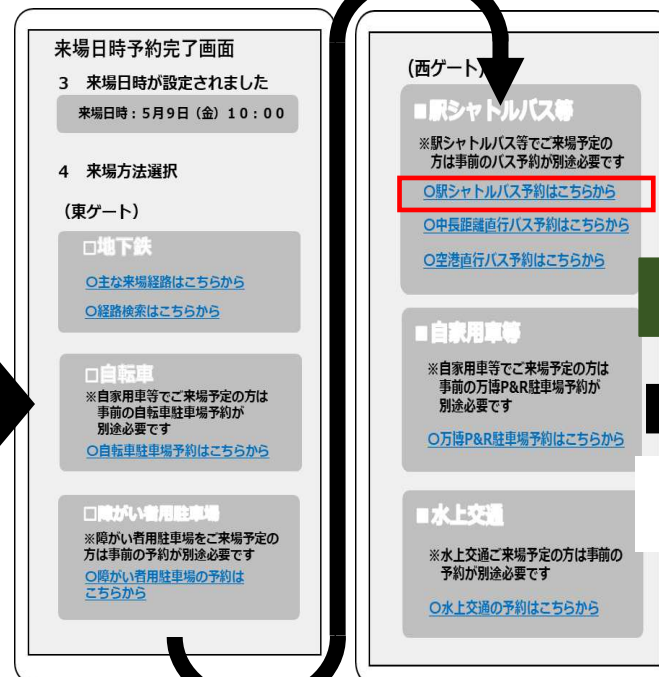 来場日時予約完了画面
3 来場日時が設定されました
来場日時：5月9日（金）10：00
4 来場方法選択
（東ゲート）
□地下鉄
○主な来場経路はこちらから
○経路検索はこちらから
□自転車
※自家用車等でご来場予定の方は
事前の自転車駐車場予約が
別途必要です
○自転車駐車場予約はこちらから
□障がい者用駐車場
※障がい者用駐車場をご来場予定の
方は事前の予約が別途必要です
○障がい者用駐車場の予約は
こちらから
（西ゲート）
■駅シャトルバス等
※駅シャトルバス等でご来場予定の
方は事前のバス予約が別途必要です
○駅シャトルバス予約はこちらから
○中長距離直行バス予約はこちらから
○空港直行バス予約はこちらから
■自家用車等
※自家用車等でご来場予定の方は
事前の万博P&R駐車場予約が
別途必要です
○万博P&R駐車場予約はこちらから
■水上交通
※水上交通ご来場予定の方は事前の
予約が別途必要です
○水上交通の予約はこちらから